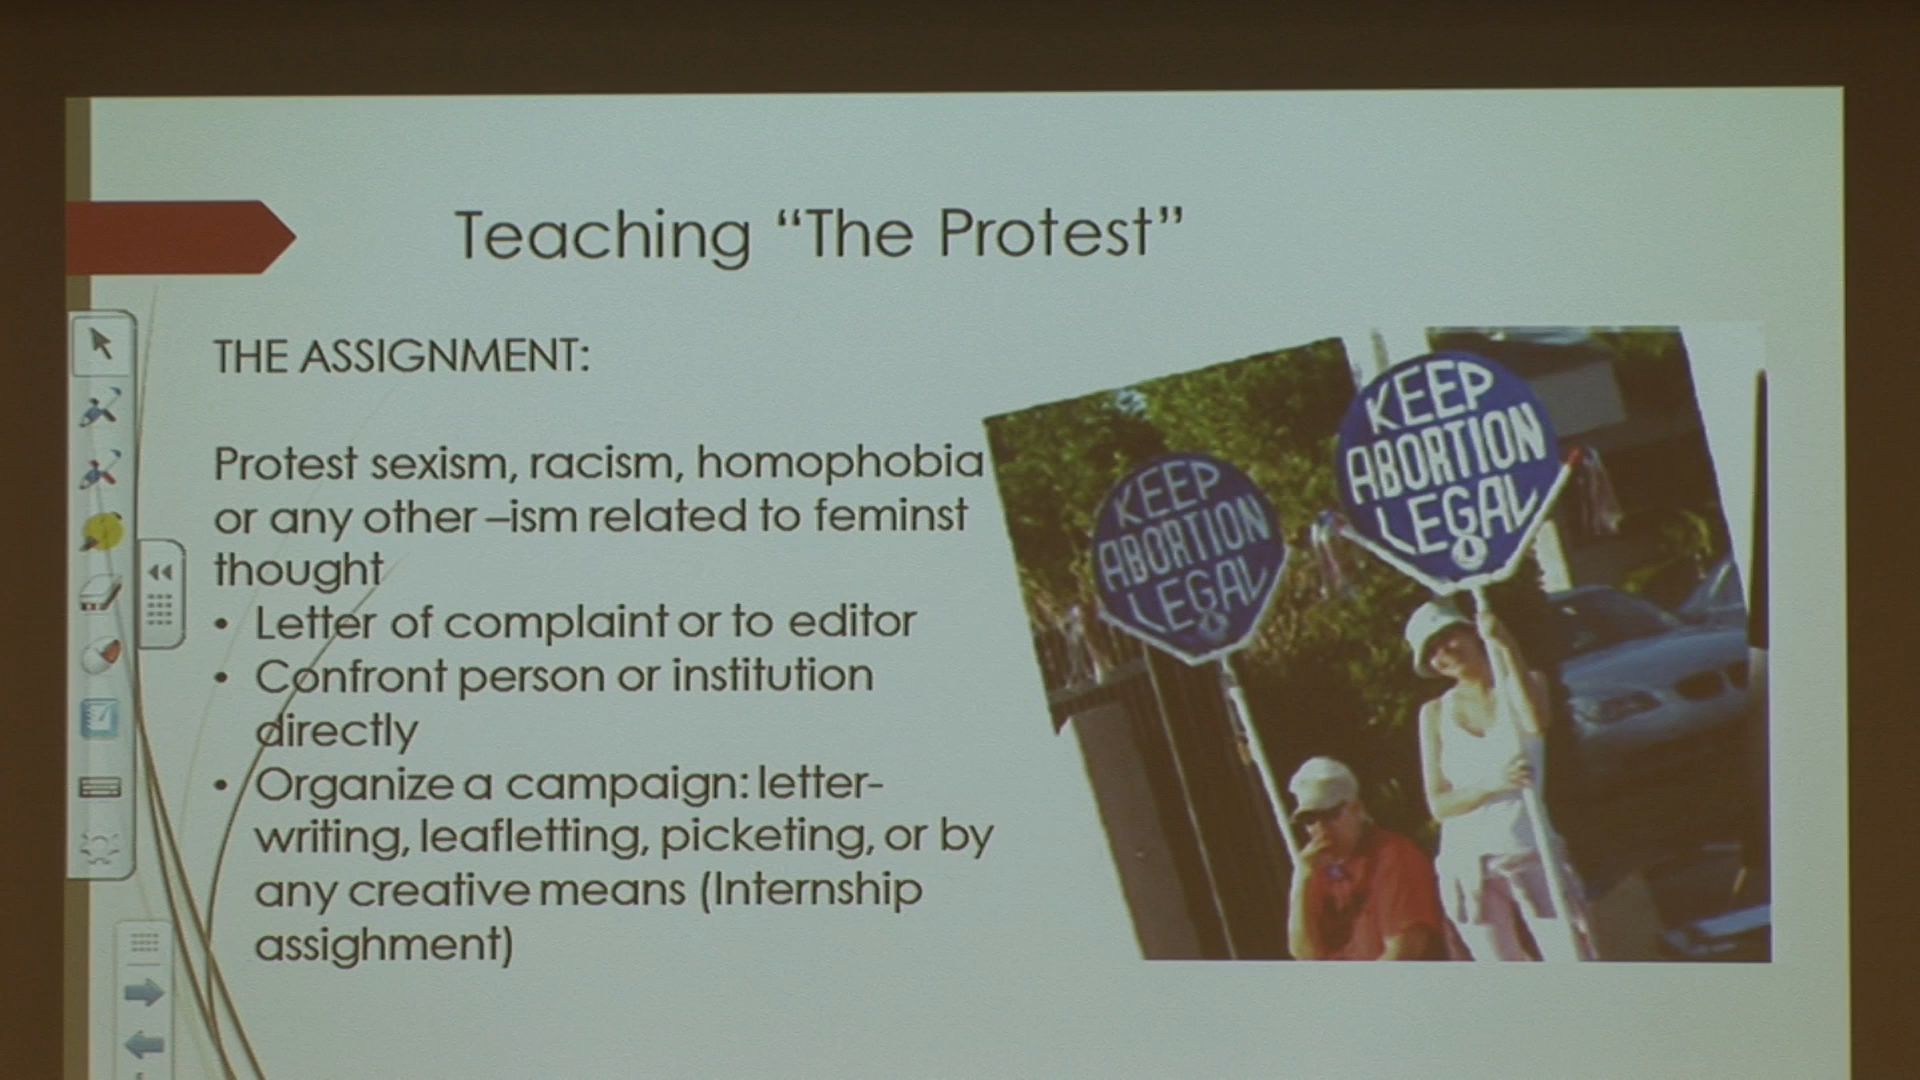 Teaching “The Protest”
THE ASSIGNMENT:
Protest sexism, racism, homophobia
or any other –ism related to feminst
thought
• Letter of complaint or to editor
• Confront person or institution
directly
• Organize a campaign: letter-
writing, leafletting, picketing, or by
any creative means (Internship
assighment)
KEEP
ABORTION
LEGAL
KEEP
ABORTION
LEGAL